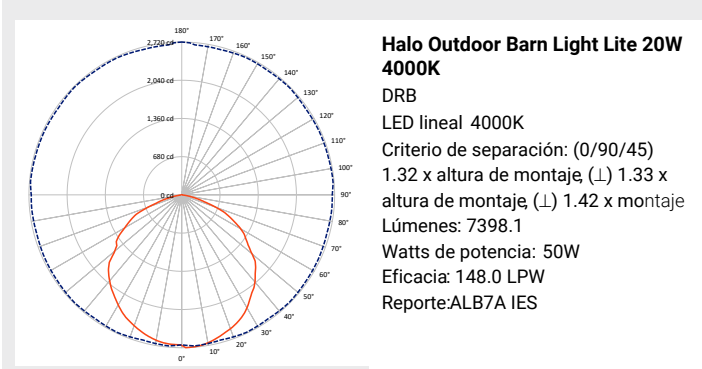 180°
170°
160°
150°
140°
130°
120°
110°
100°
90°
80°
70°
60°
50°
40°
30°
20°
10°
0°
2,720 cd
2,040 cd
1,360 cd
680 cd
0 cd
Halo Outdoor Barn Light Lite 20W
4000K
DRB
LED lineal 4000K
Criterio de separación: (0/90/45)
1.32 x altura de montaje, (⊥) 1.33 x
altura de montaje, (⊥) 1.42 x montaje
Lúmenes: 7398.1
Watts de potencia: 50W
Eficacia: 148.0 LPW
Reporte:ALB7A IES